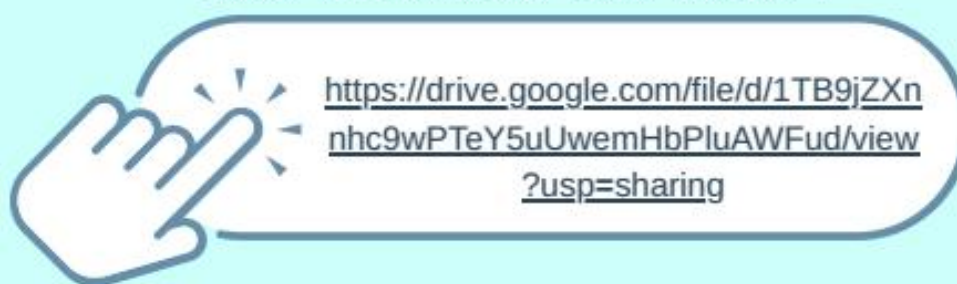 https://drive.google.com/file/d/1TB9jZXn
nhc9wPTeY5uUwemHbPluAWFud/view
?usp=sharing